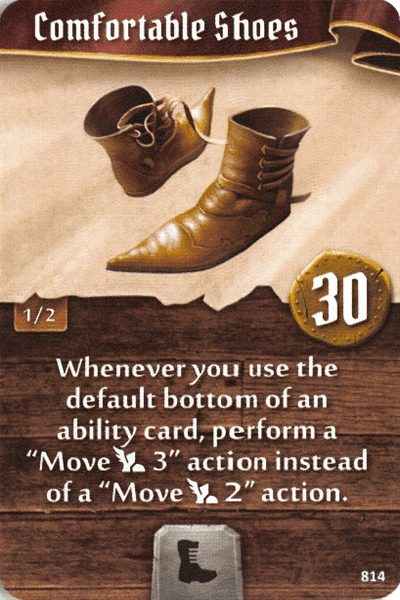 Comfortable Shoes
30
1/2
Whenever you use the
default bottom of an
ability card, perform a
“Move 3” action instead
of a “Move 2” action.
814